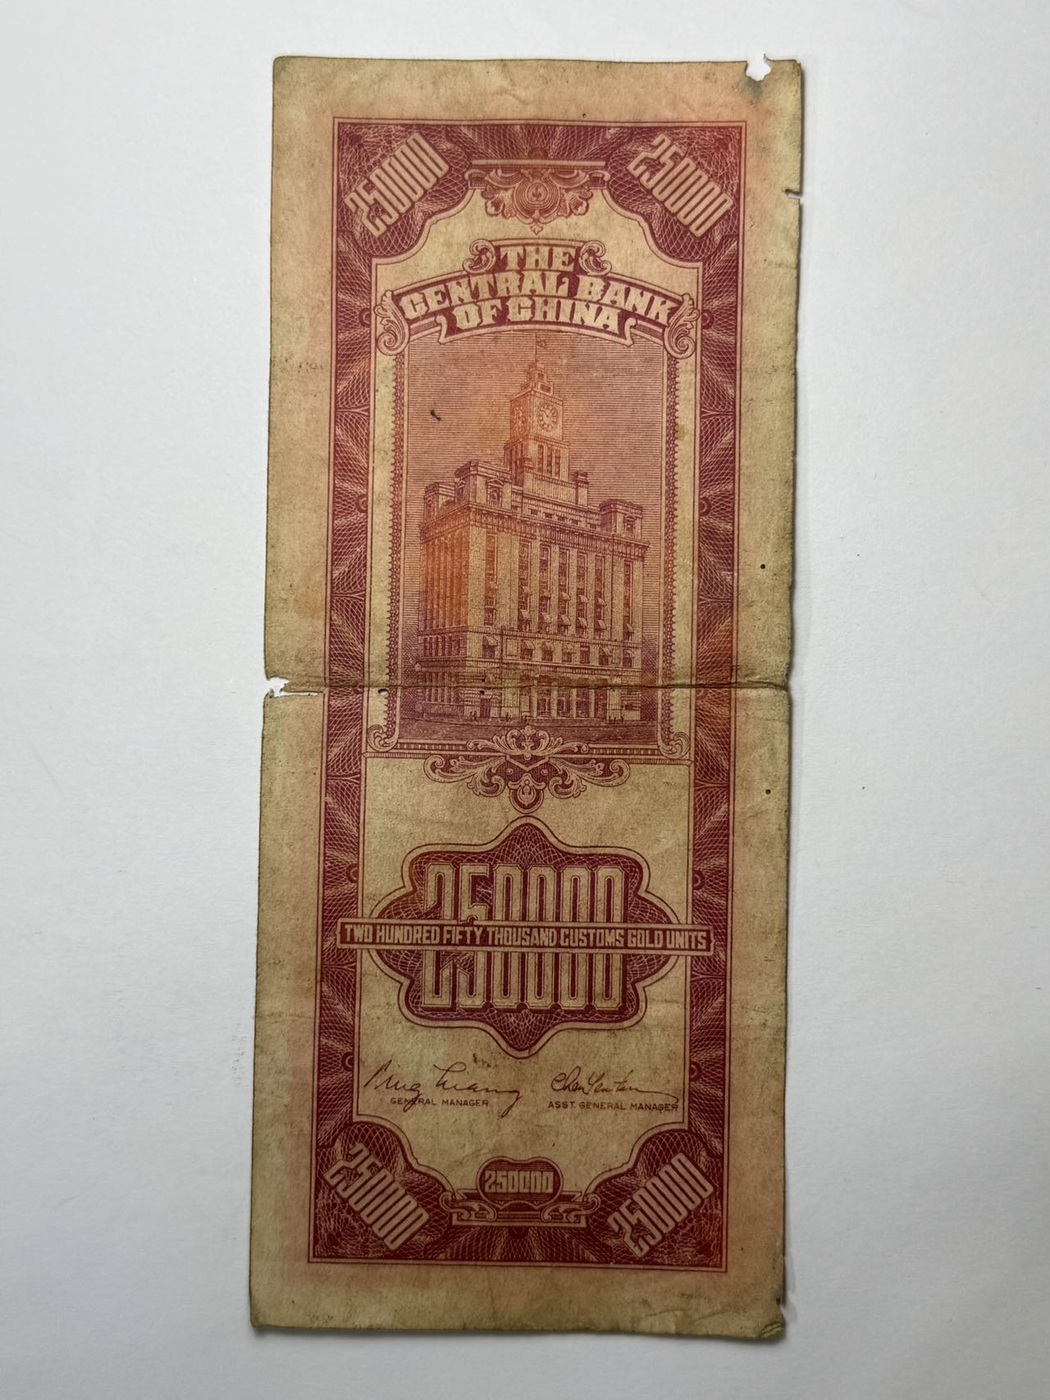 250000
250000
THE
CENTRAL BANK
OF CHINA
250000
TWO HUNDRED FIFTY THOUSAND CUSTOMS GOLD UNITS
250000
GENERAL MANAGER
ASST. GENERAL MANAGER
250000
250000
250000